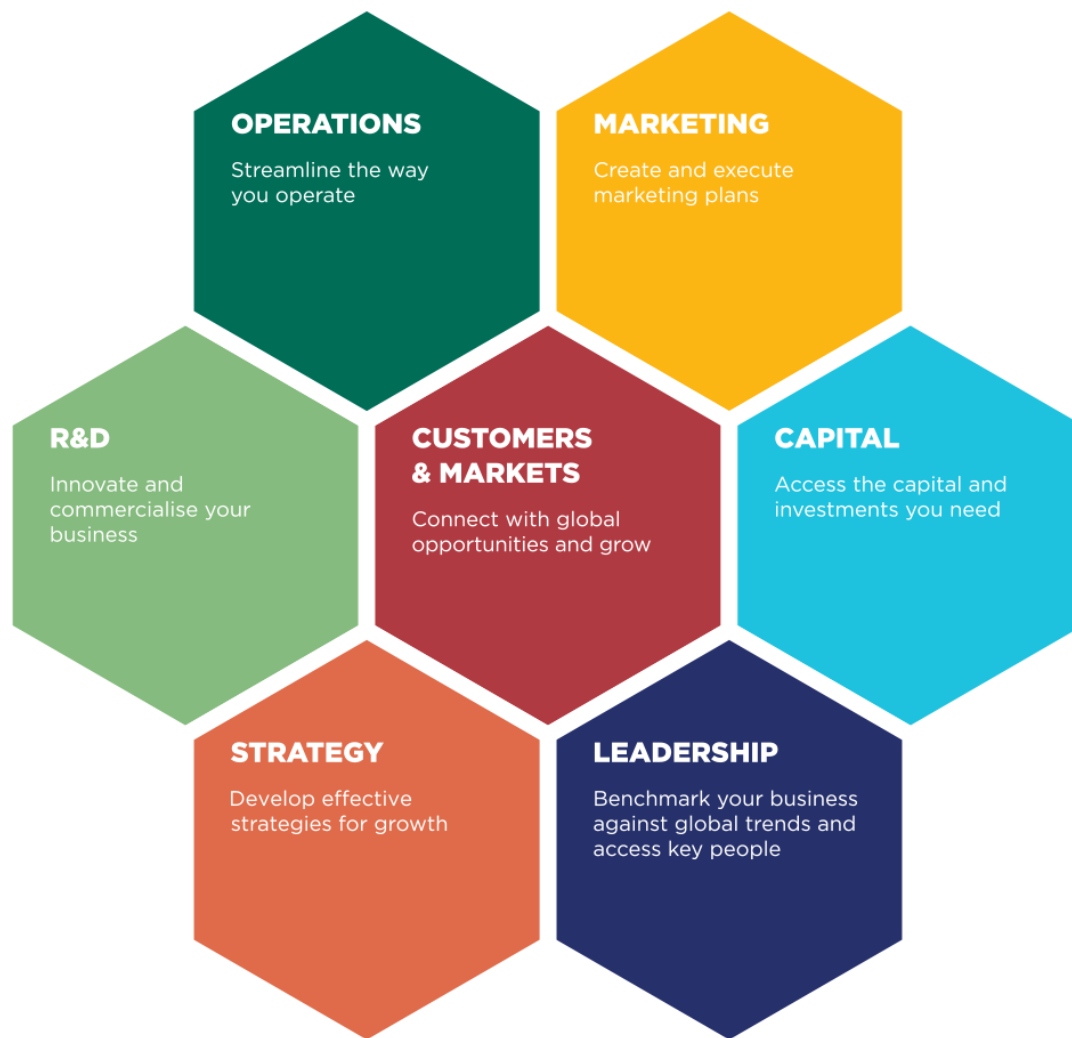 OPERATIONS
Streamline the way
you operate
MARKETING
Create and execute
marketing plans
R&D
Innovate and
commercialise your
business
CUSTOMERS
& MARKETS
Connect with global
opportunities and grow
CAPITAL
Access the capital and
investments you need
STRATEGY
Develop effective
strategies for growth
LEADERSHIP
Benchmark your business
against global trends and
access key people